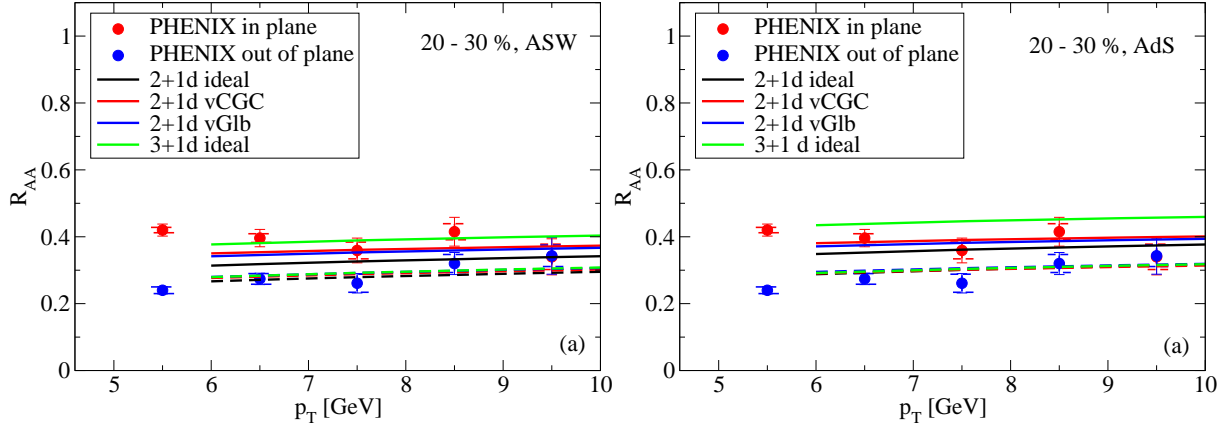 PHENIX in plane
PHENIX out of plane
2+1d ideal
2+1d vCGC
2+1d vGlb
3+1d ideal
20 - 30 %, ASW
(a)
1
0.8
0.6
0.4
0.2
0
R_AA
5 6 7 8 9 10
p_T [GeV]
PHENIX in plane
PHENIX out of plane
2+1d ideal
2+1d vCGC
2+1d vGlb
3+1 d ideal
20 - 30 %, AdS
(a)
1
0.8
0.6
0.4
0.2
0
R_AA
5 6 7 8 9 10
p_T [GeV]